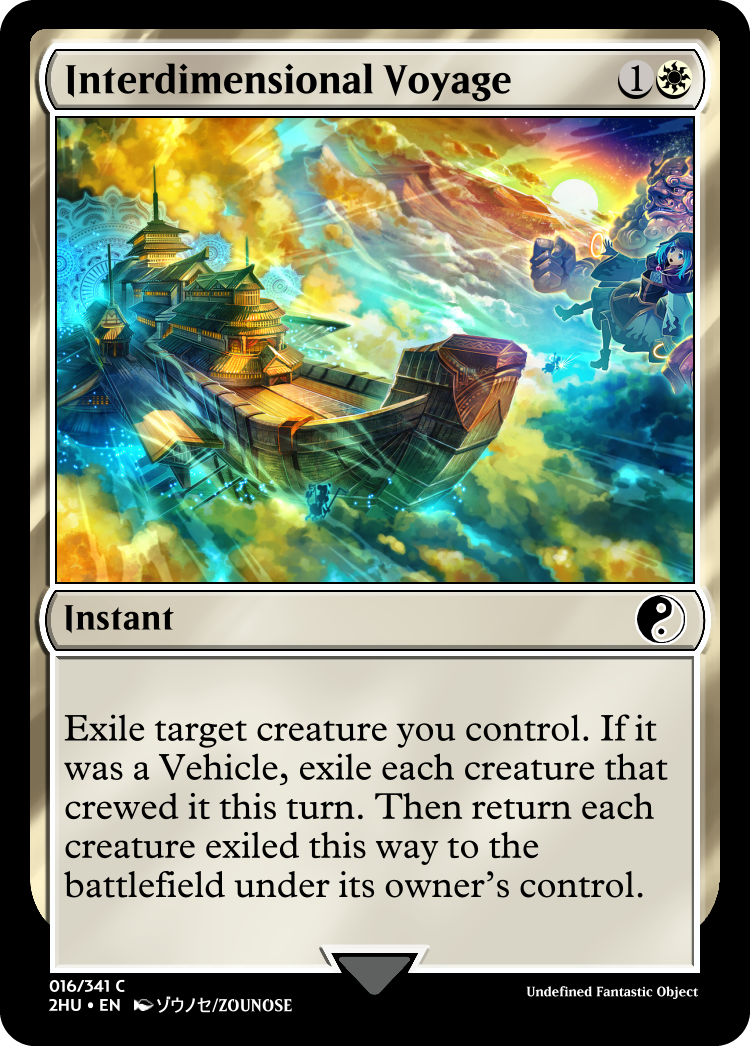 Interdimensional Voyage 1
Instant
Exile target creature you control. If it
was a Vehicle, exile each creature that
crewed it this turn. Then return each
creature exiled this way to the
battlefield under its owner's control.
016/341 C
2HU • EN ゾウノセ/ZOUNOSE
Undefined Fantastic Object